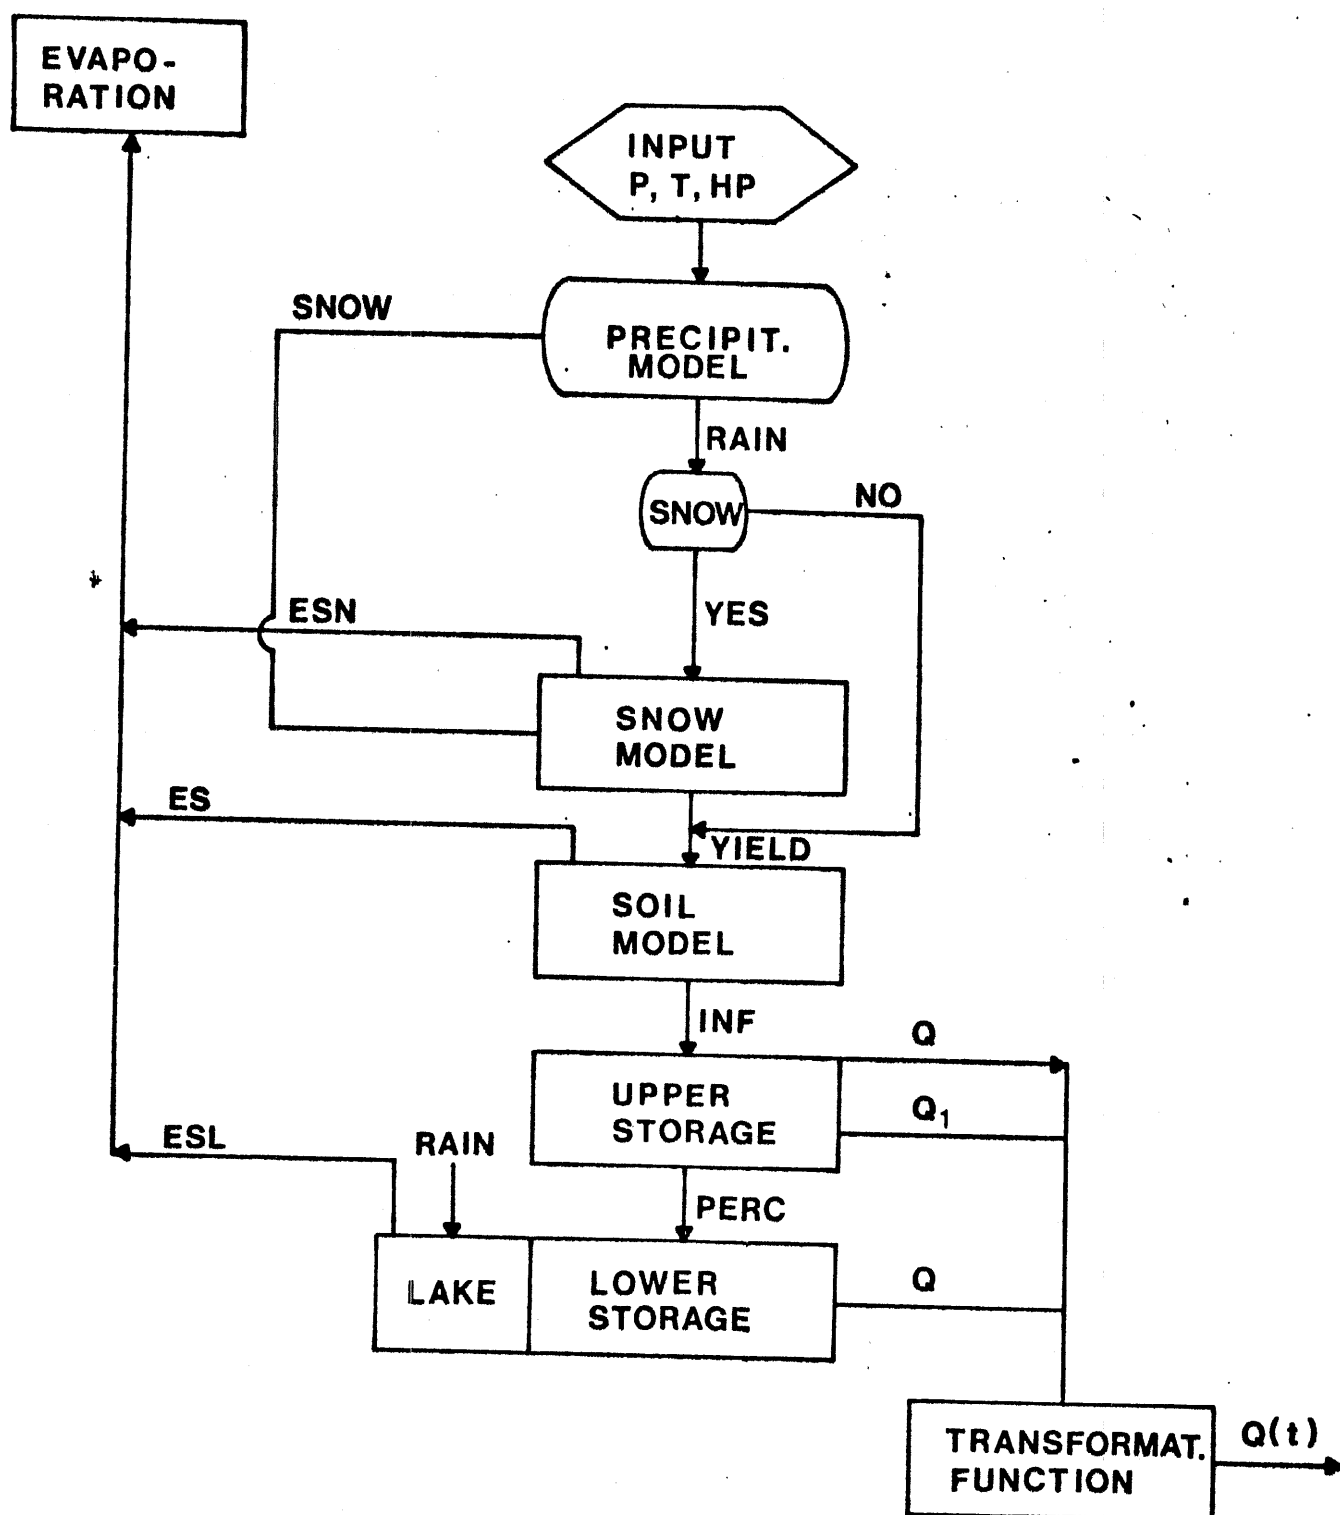 EVAPO-
RATION
INPUT
P, T, HP
SNOW
PRECIPIT.
MODEL
RAIN
SNOW
NO
YES
ESN
SNOW
MODEL
ES
YIELD
SOIL
MODEL
INF
Q
UPPER
STORAGE
Q₁
ESL
RAIN
PERC
LAKE
LOWER
STORAGE
Q
TRANSFORMAT.
FUNCTION
Q(t)